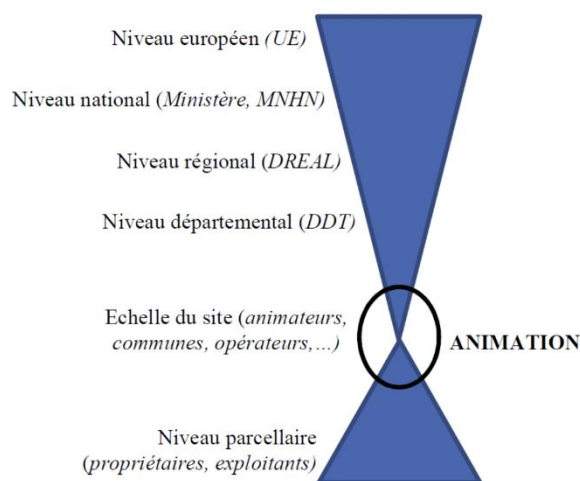 Niveau européen (UE)
Niveau national (Ministère, MNHN)
Niveau régional (DREAL)
Niveau départemental (DDT)
Echelle du site (animateurs,
communes, opérateurs,...)
ANIMATION
Niveau parcellaire
(propriétaires, exploitants)